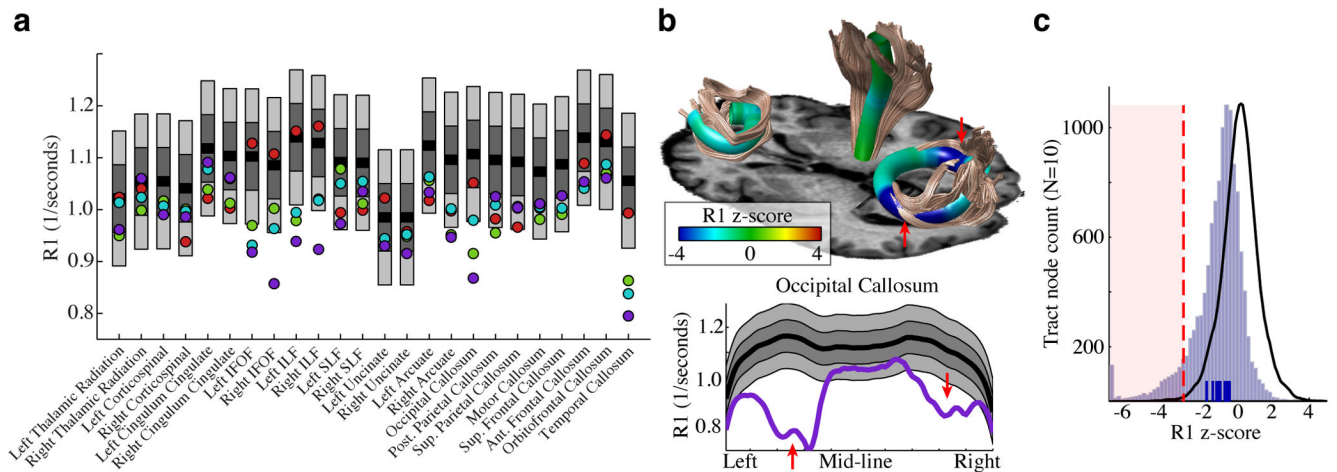 a
R1 (1/seconds)
1.2
1.1
1.0
0.9
0.8
Left Thalamic Radiation
Right Thalamic Radiation
Left Corticospinal
Right Corticospinal
Left Cingulum Cingulate
Right Cingulum Cingulate
Left IFOF
Right IFOF
Left ILF
Right ILF
Left SLF
Right SLF
Left Uncinate
Right Uncinate
Left Arcuate
Right Arcuate
Occipital Callosum
Post. Parietal Callosum
Sup. Parietal Callosum
Motor Callosum
Sup. Frontal Callosum
Ant. Frontal Callosum
Orbitofrontal Callosum
Temporal Callosum
b
R1 z-score
-4 0 4
Occipital Callosum
R1 (1/seconds)
1.2
1.0
0.8
Left Mid-line Right
c
Tract node count (N=10)
1000
600
200
-6 -4 -2 0 2 4
R1 z-score